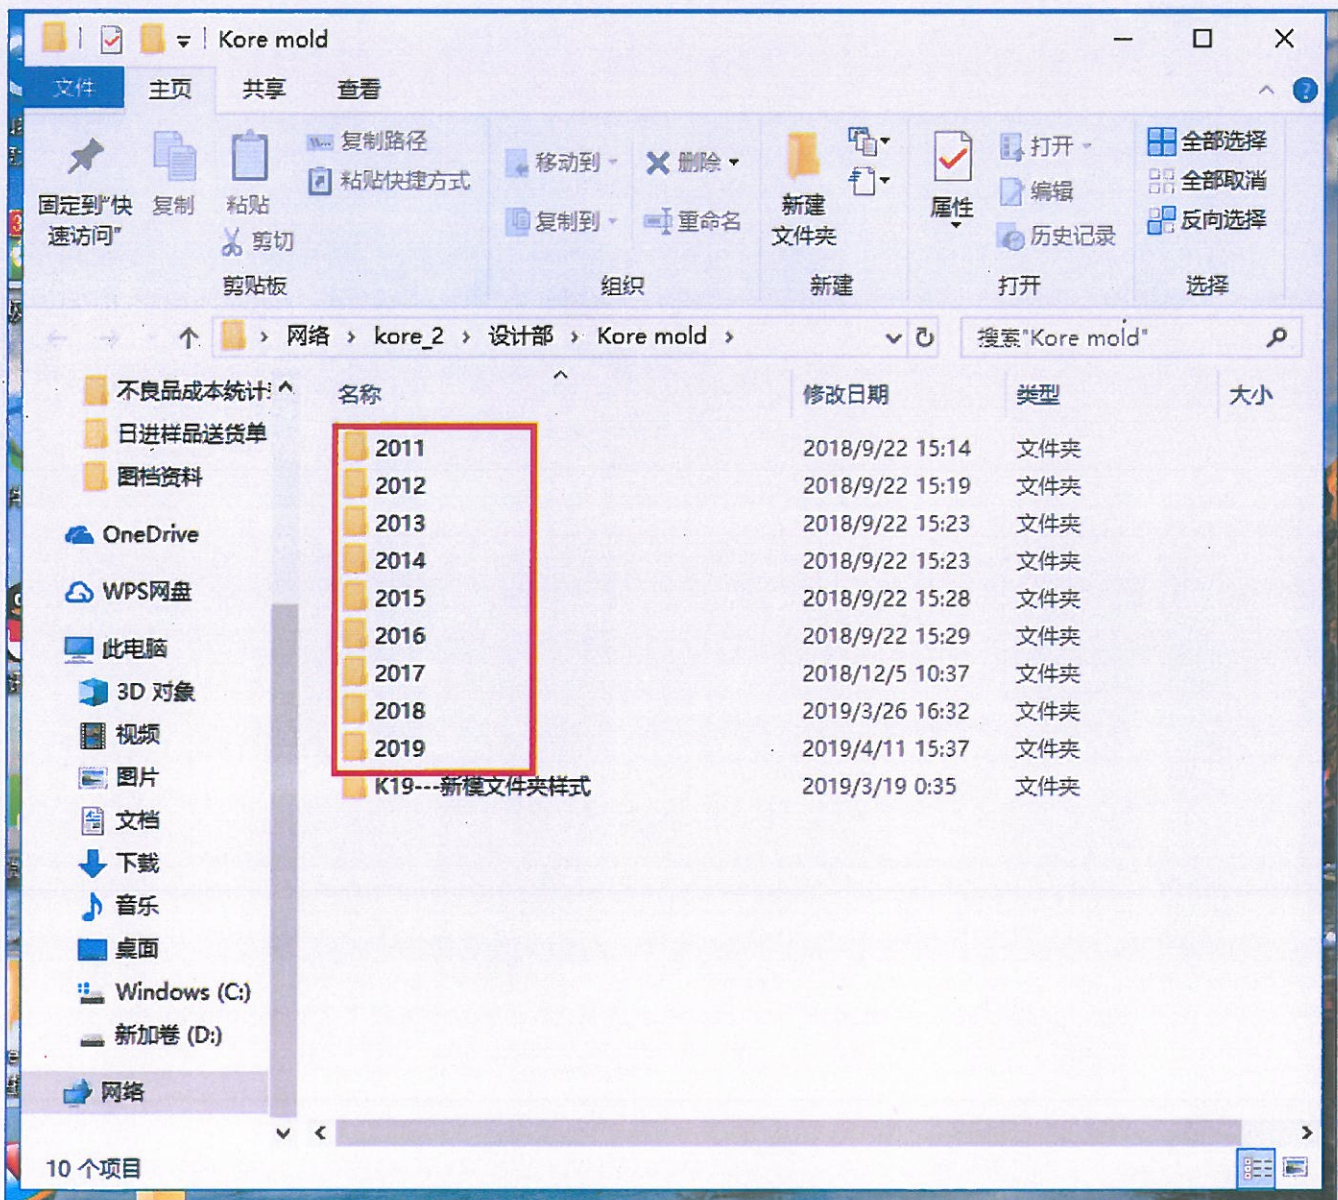 Kore mold
文件 主页 共享 查看
固定到"快速访问"
复制
粘贴
复制路径
粘贴快捷方式
剪切
剪贴板
移动到
复制到
删除
重命名
组织
新建文件夹
新建
属性
打开
编辑
历史记录
打开
全部选择
全部取消
反向选择
选择
网络 › kore_2 › 设计部 › Kore mold ›
搜索"Kore mold"
不良品成本统计
日进样品送货单
图档资料
OneDrive
WPS网盘
此电脑
3D 对象
视频
图片
文档
下载
音乐
桌面
Windows (C:)
新加卷 (D:)
网络
名称 修改日期 类型 大小
2011 2018/9/22 15:14 文件夹
2012 2018/9/22 15:19 文件夹
2013 2018/9/22 15:23 文件夹
2014 2018/9/22 15:23 文件夹
2015 2018/9/22 15:28 文件夹
2016 2018/9/22 15:29 文件夹
2017 2018/12/5 10:37 文件夹
2018 2019/3/26 16:32 文件夹
2019 2019/4/11 15:37 文件夹
K19---新模文件夹样式 2019/3/19 0:35 文件夹
10 个项目